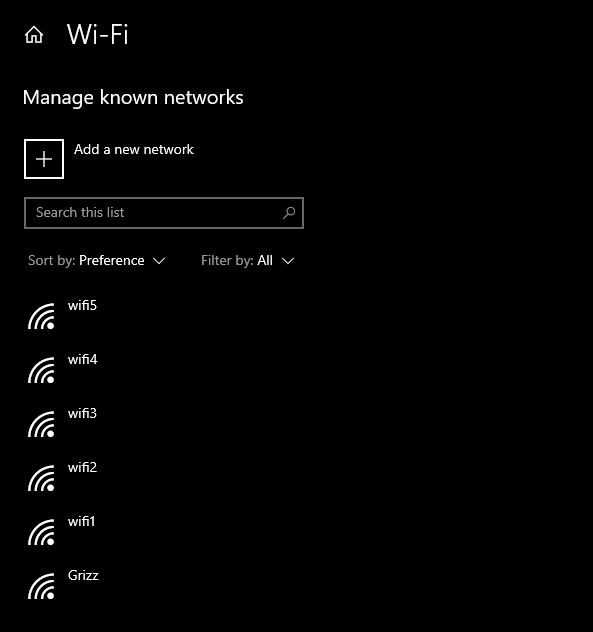 Wi-Fi
Manage known networks
Add a new network
Search this list
Sort by: Preference Filter by: All
wifi5
wifi4
wifi3
wifi2
wifi1
Grizz